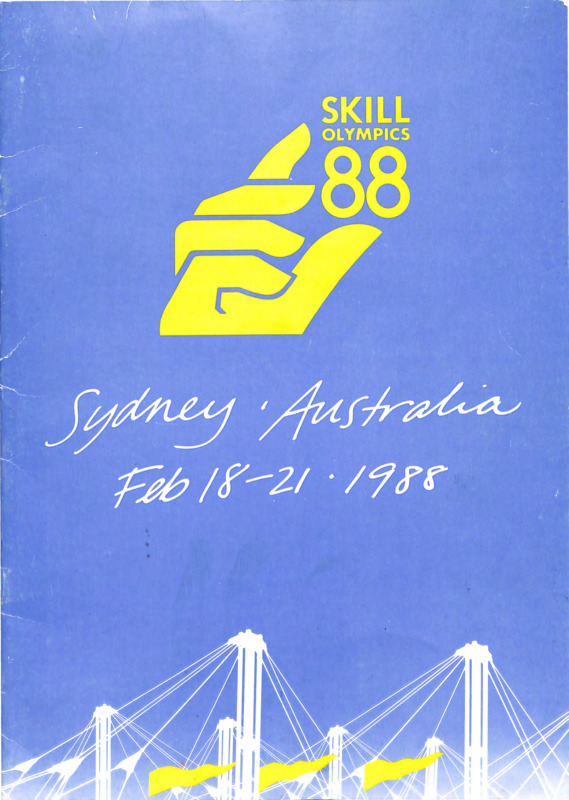 SKILL
OLYMPICS
88
Sydney · Australia
Feb 18-21 · 1988